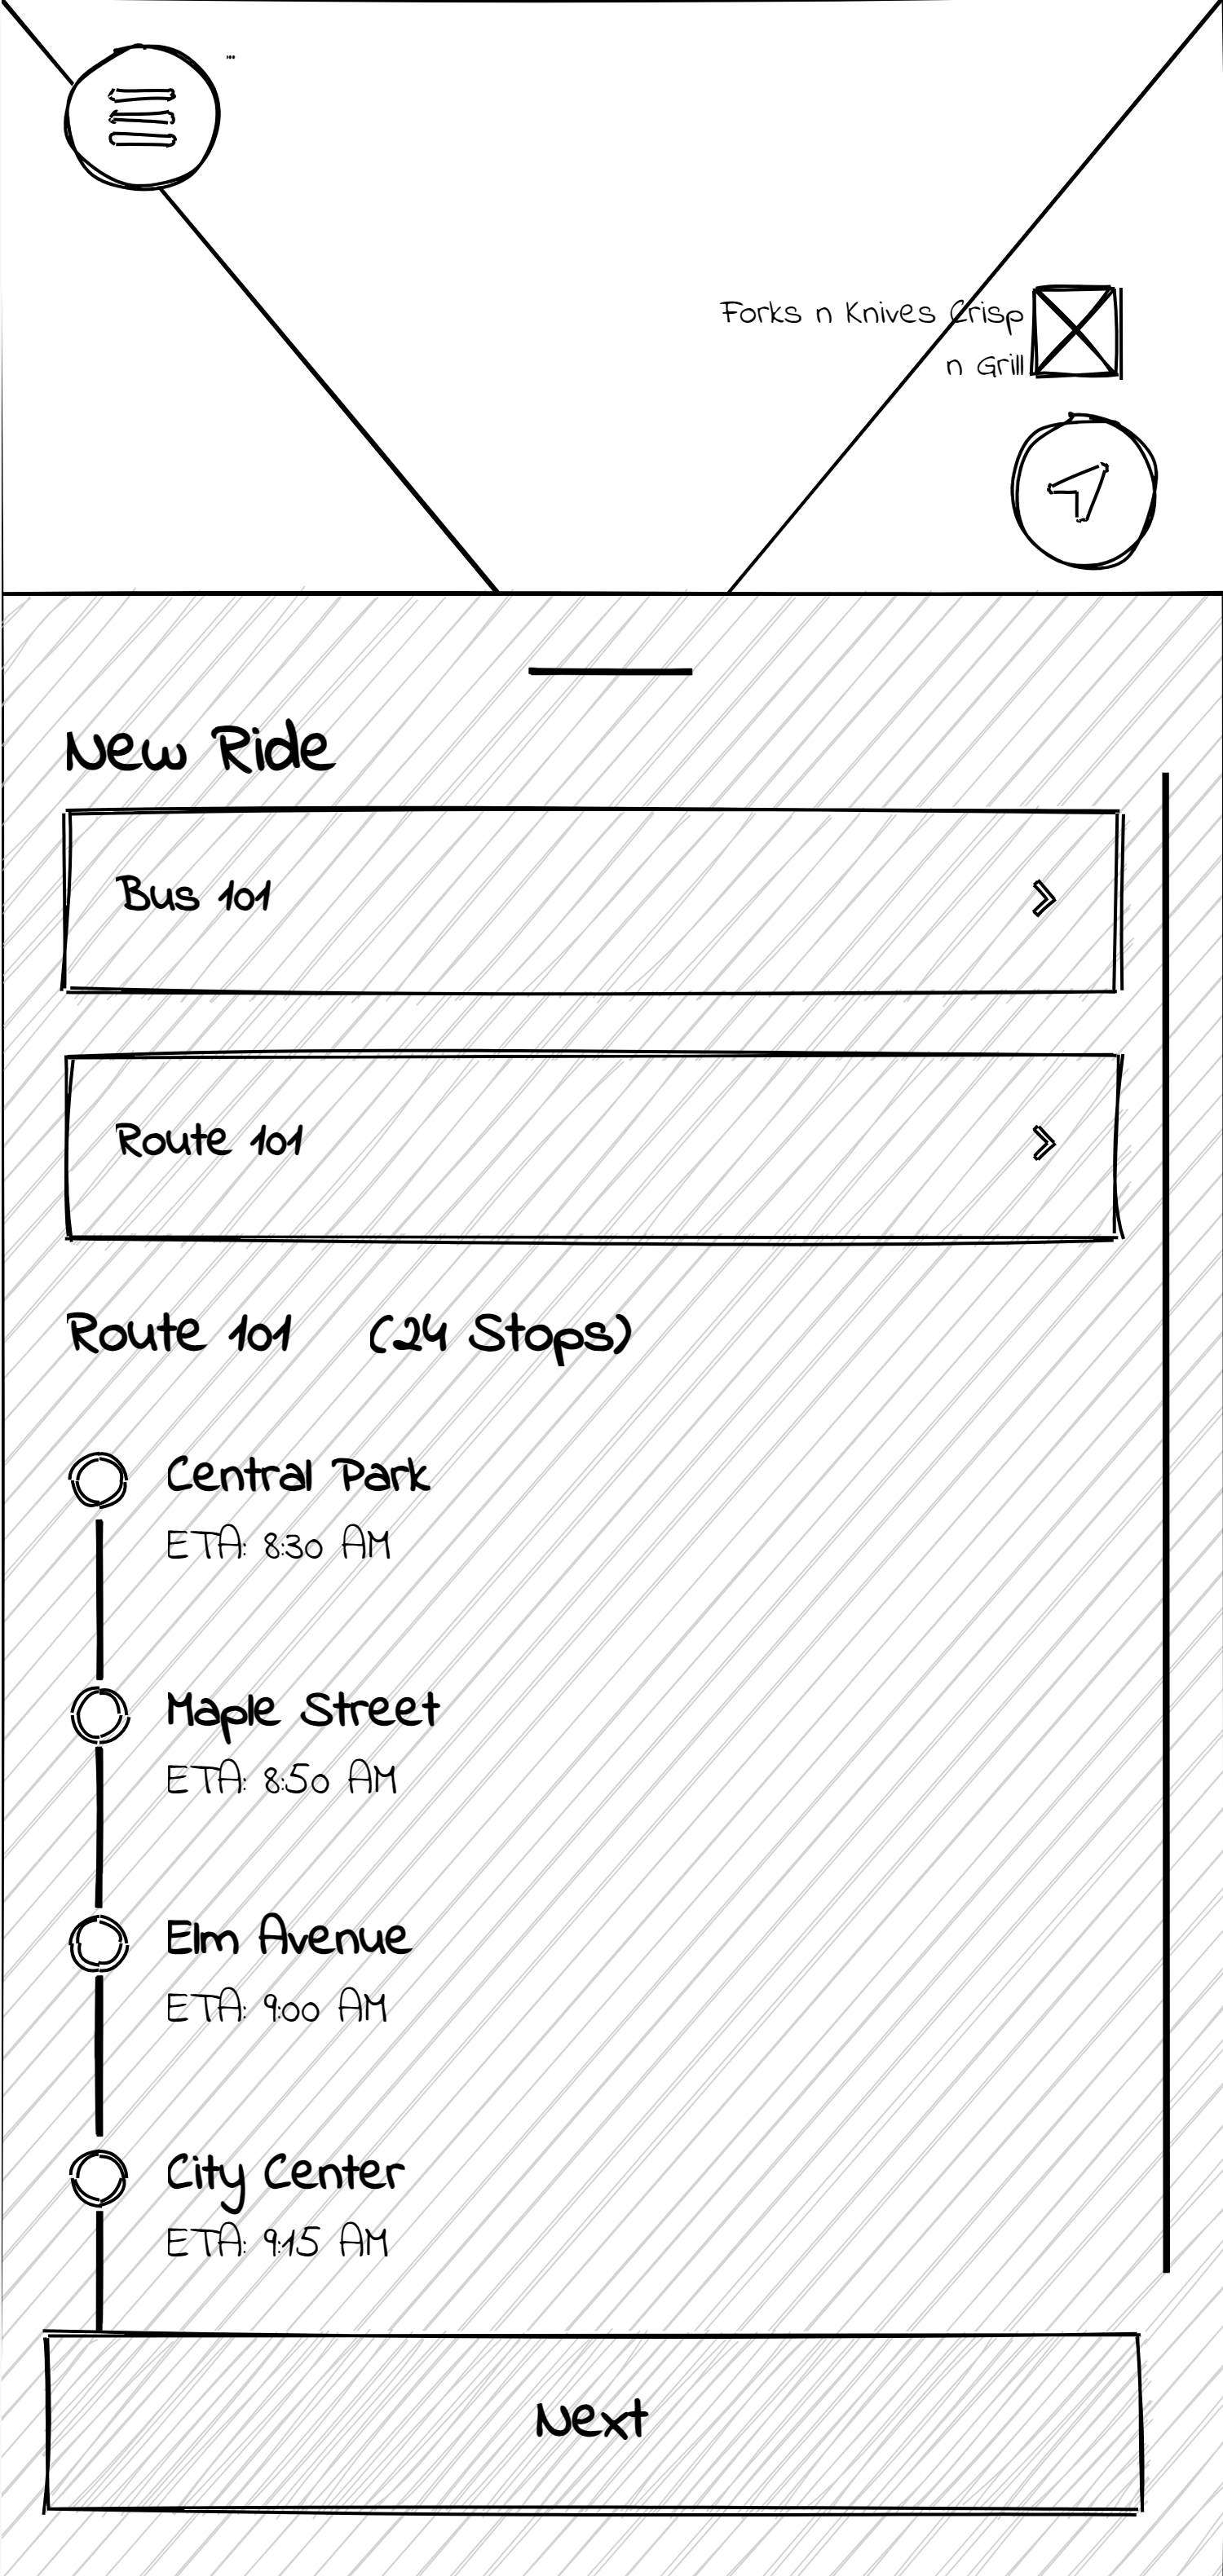 ...
Forks n Knives Crisp
n Grill
New Ride
Bus 101
Route 101
Route 101 (24 Stops)
Central Park
ETA: 8:30 AM
Maple Street
ETA: 8:50 AM
Elm Avenue
ETA: 9:00 AM
City Center
ETA: 9:15 AM
Next